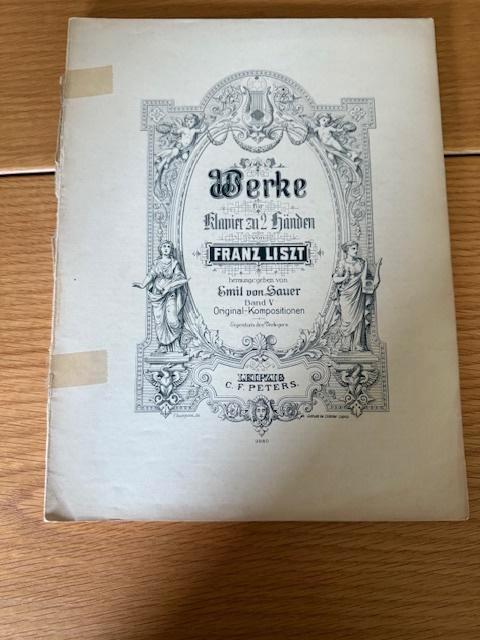 Werke
für
Klavier zu 2 Händen
von
FRANZ LISZT
herausgegeben von
Emil von Sauer
Band V
Original-Kompositionen
Eigentum des Verlegers
LEIPZIG
C. F. PETERS.